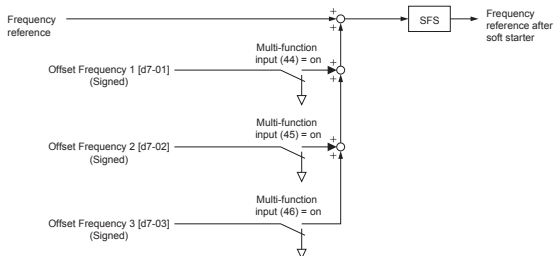 Frequency
reference
+
+
SFS
Frequency
reference after
soft starter
Multi-function
input (44) = on
Offset Frequency 1 [d7-01]
(Signed)
+
+
Multi-function
input (45) = on
Offset Frequency 2 [d7-02]
(Signed)
+
+
Multi-function
input (46) = on
Offset Frequency 3 [d7-03]
(Signed)